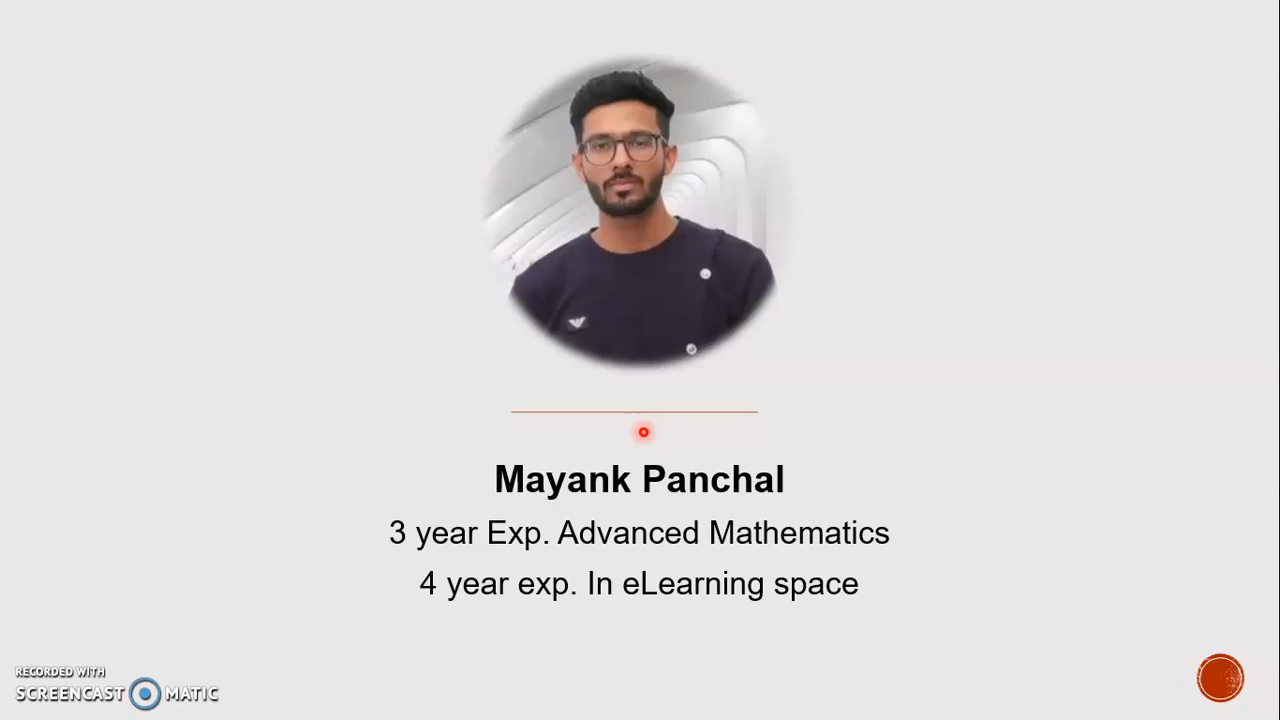 Mayank Panchal
3 year Exp. Advanced Mathematics
4 year exp. In eLearning space
RECORDED WITH
SCREENCAST MATIC